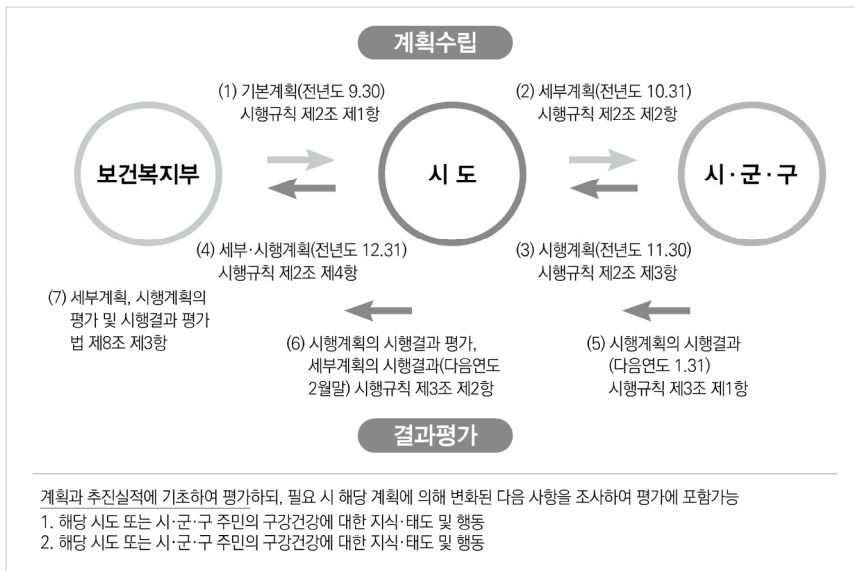 계획수립
(1) 기본계획(전년도 9.30)
시행규칙 제2조 제1항
(2) 세부계획(전년도 10.31)
시행규칙 제2조 제2항
보건복지부
시 도
시·군·구
(4) 세부·시행계획(전년도 12.31)
시행규칙 제2조 제4항
(3) 시행계획(전년도 11.30)
시행규칙 제2조 제3항
(7) 세부계획, 시행계획의
평가 및 시행결과 평가
법 제8조 제3항
(6) 시행계획의 시행결과 평가,
세부계획의 시행결과(다음연도
2월말) 시행규칙 제3조 제2항
(5) 시행계획의 시행결과
(다음연도 1.31)
시행규칙 제3조 제1항
결과평가
계획과 추진실적에 기초하여 평가하되, 필요 시 해당 계획에 의해 변화된 다음 사항을 조사하여 평가에 포함가능
1. 해당 시도 또는 시·군·구 주민의 구강건강에 대한 지식·태도 및 행동
2. 해당 시도 또는 시·군·구 주민의 구강건강에 대한 지식·태도 및 행동